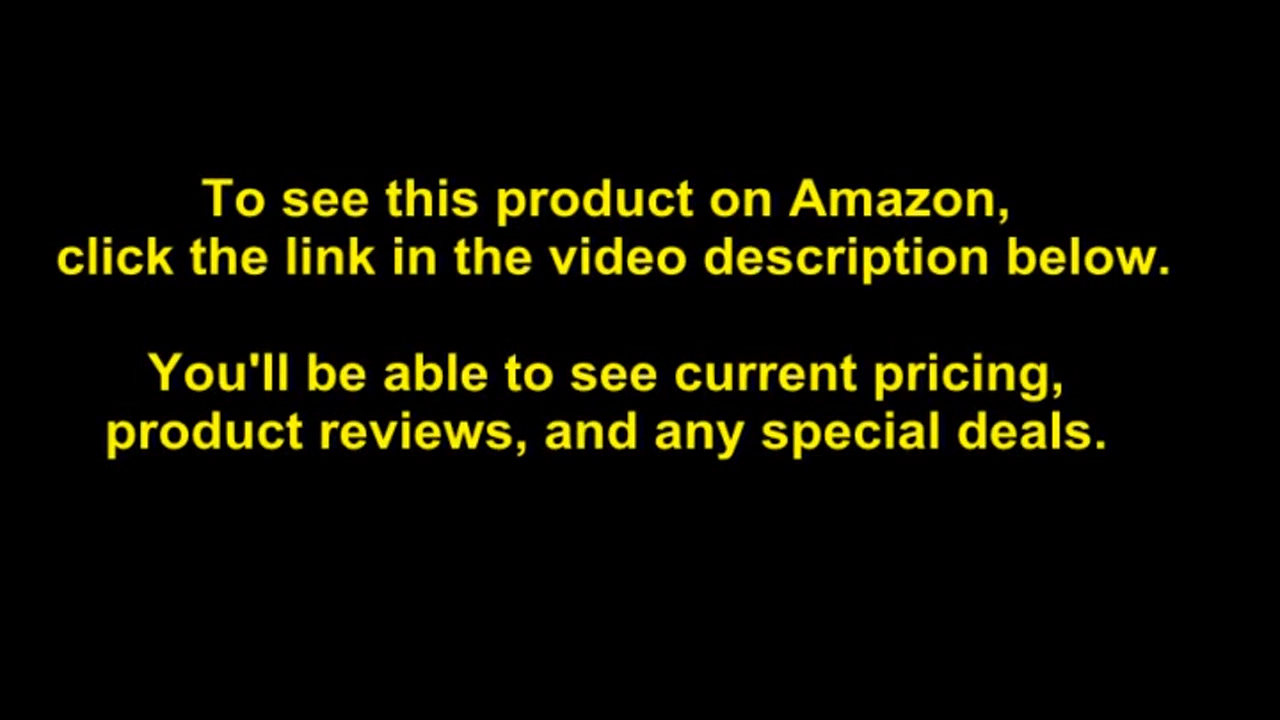 To see this product on Amazon,
click the link in the video description below.
You'll be able to see current pricing,
product reviews, and any special deals.